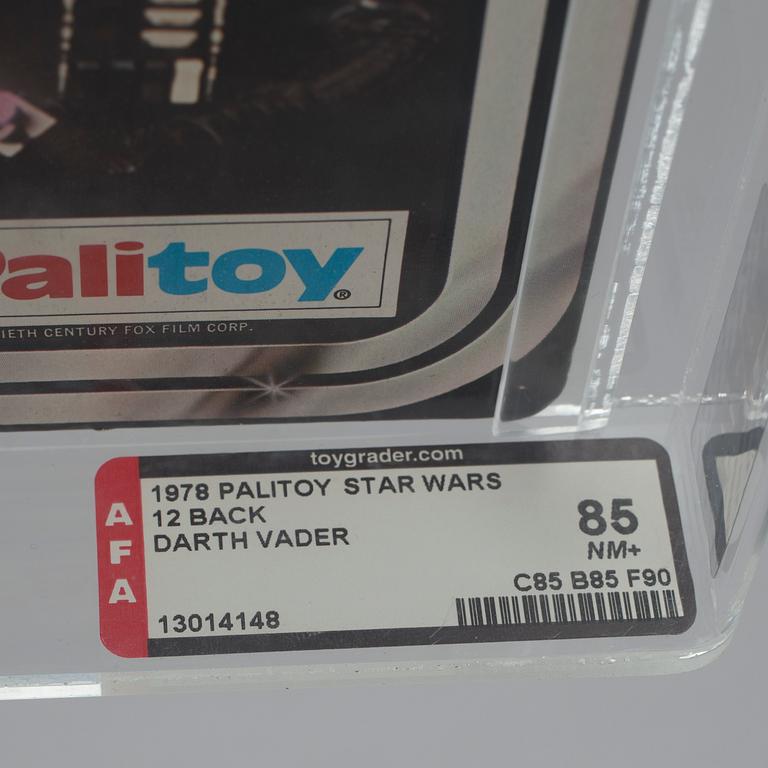 Palitoy®
IETH CENTURY FOX FILM CORP.
toygrader.com
AFA
1978 PALITOY STAR WARS
12 BACK
DARTH VADER
85
NM+
C85 B85 F90
13014148